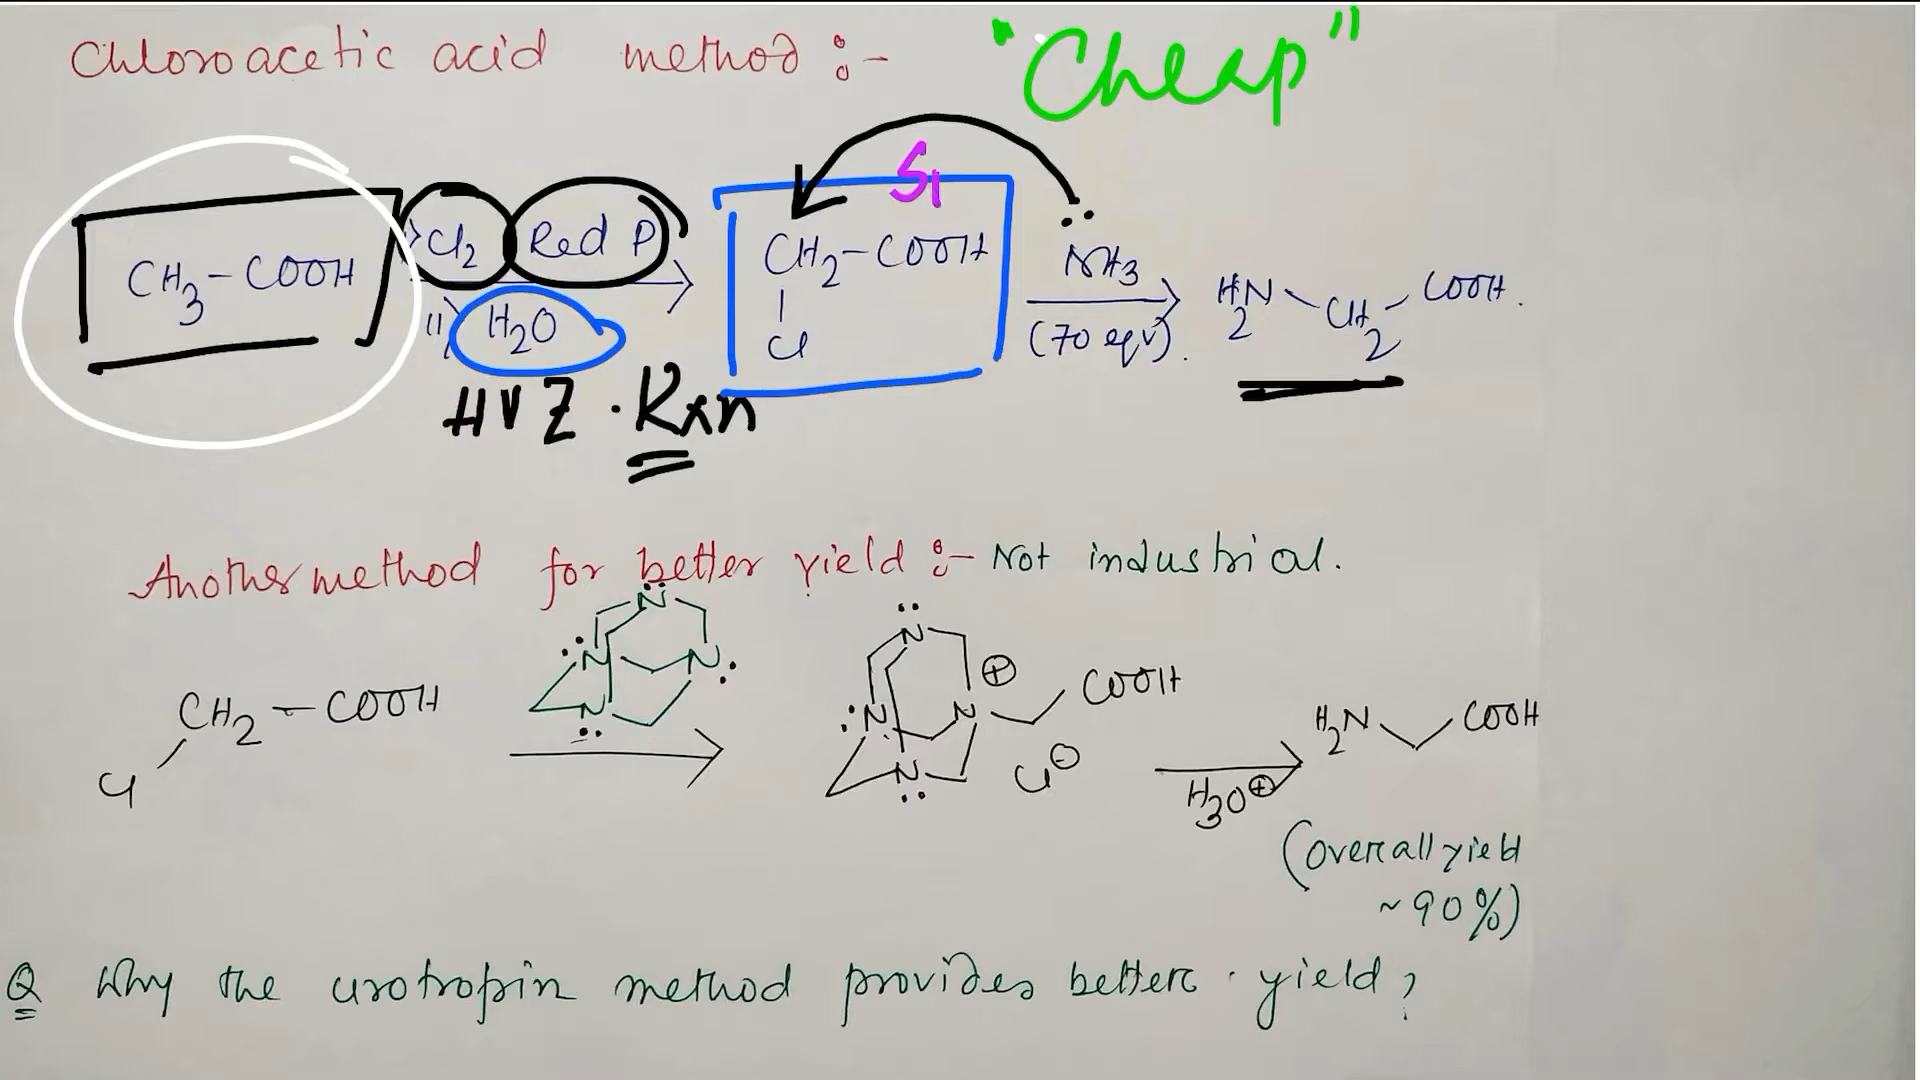 Chloroacetic acid method :- "Cheap"
S1
CH3-COOH i) Cl2 Red P CH2-COOH NH3 H2N-CH2-COOH.
ii) H2O Cl (70 eqv).
HVZ. Rxn
Another method for better yield :- Not industrial.
N
N N
N
CH2-COOH
Cl
N
N N ⊕ COOH
N
Cl⊖
H3O⊕
H2N COOH
(overall yield
~90%)
Q Why the urotropin method provides better yield?